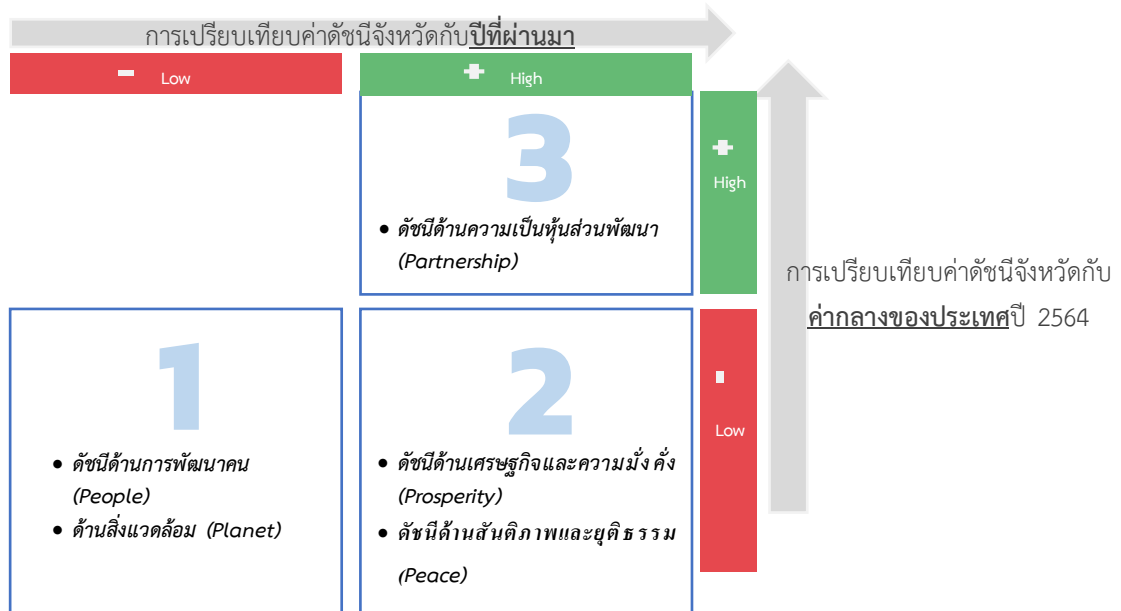 การเปรียบเทียบค่าดัชนีจังหวัดกับปีที่ผ่านมา
- Low
+ High
3
• ดัชนีด้านความเป็นหุ้นส่วนพัฒนา
(Partnership)
+
High
การเปรียบเทียบค่าดัชนีจังหวัดกับ
ค่ากลางของประเทศปี 2564
1
• ดัชนีด้านการพัฒนาคน
(People)
• ด้านสิ่งแวดล้อม (Planet)
2
• ดัชนีด้านเศรษฐกิจและความมั่งคั่ง
(Prosperity)
• ดัชนีด้านสันติภาพและยุติธรรม
(Peace)
-
Low